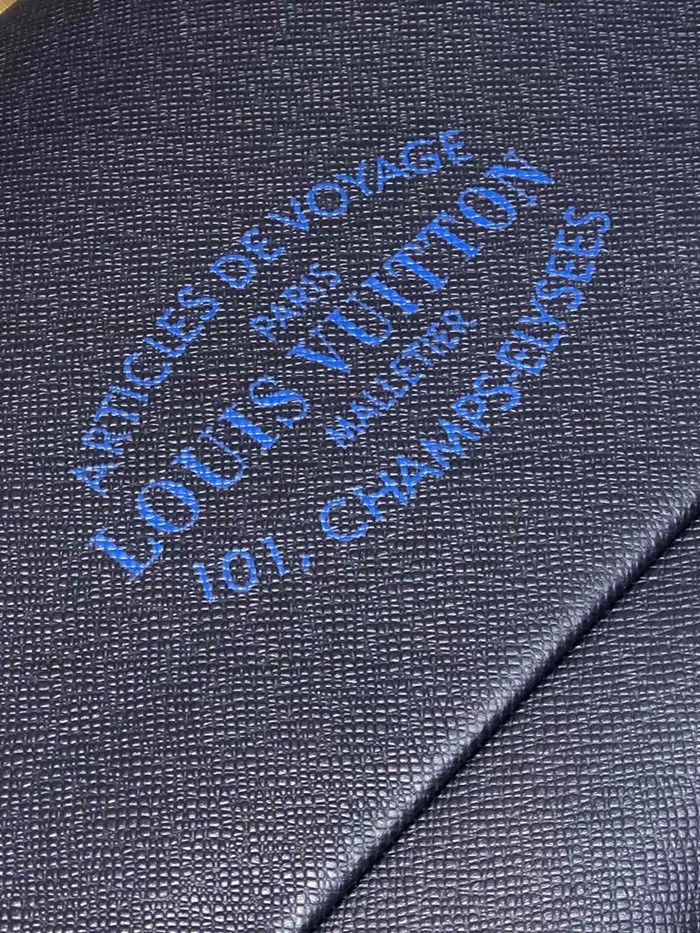 ARTICLES DE VOYAGE
PARIS
LOUIS VUITTON
MALLETIER
101, CHAMPS-ELYSEES